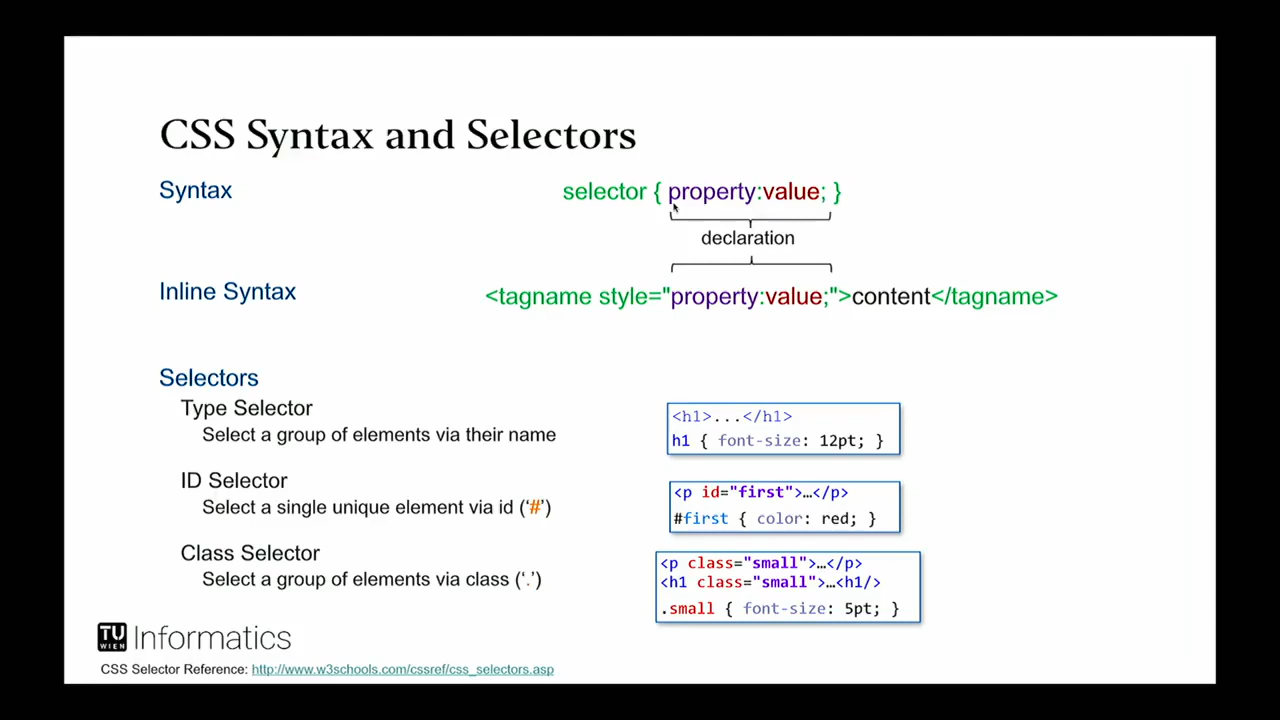 CSS Syntax and Selectors
Syntax
selector { property:value; }
declaration
Inline Syntax
<tagname style="property:value;">content</tagname>
Selectors
Type Selector
Select a group of elements via their name
<h1>...</h1>
h1 { font-size: 12pt; }
ID Selector
Select a single unique element via id (‘#’)
<p id="first">…</p>
#first { color: red; }
Class Selector
Select a group of elements via class (‘.’)
<p class="small">…</p>
<h1 class="small">…<h1/>
.small { font-size: 5pt; }
TU WIEN Informatics
CSS Selector Reference: http://www.w3schools.com/cssref/css_selectors.asp